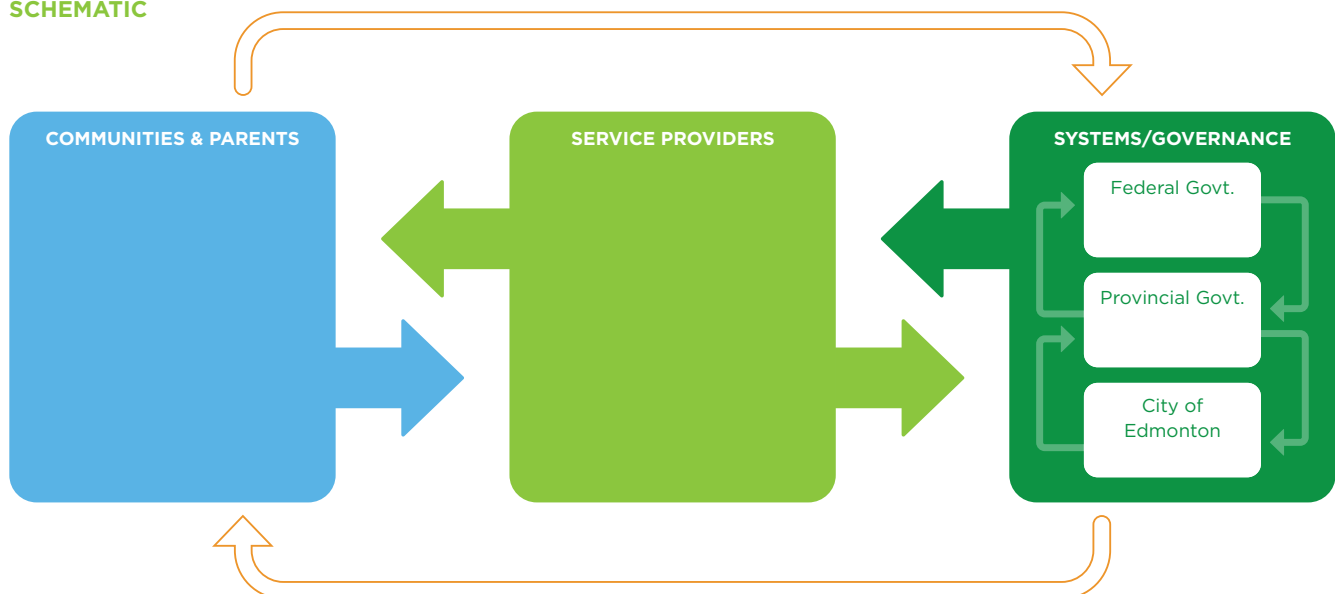 SCHEMATIC
COMMUNITIES & PARENTS
SERVICE PROVIDERS
SYSTEMS/GOVERNANCE
Federal Govt.
Provincial Govt.
City of
Edmonton